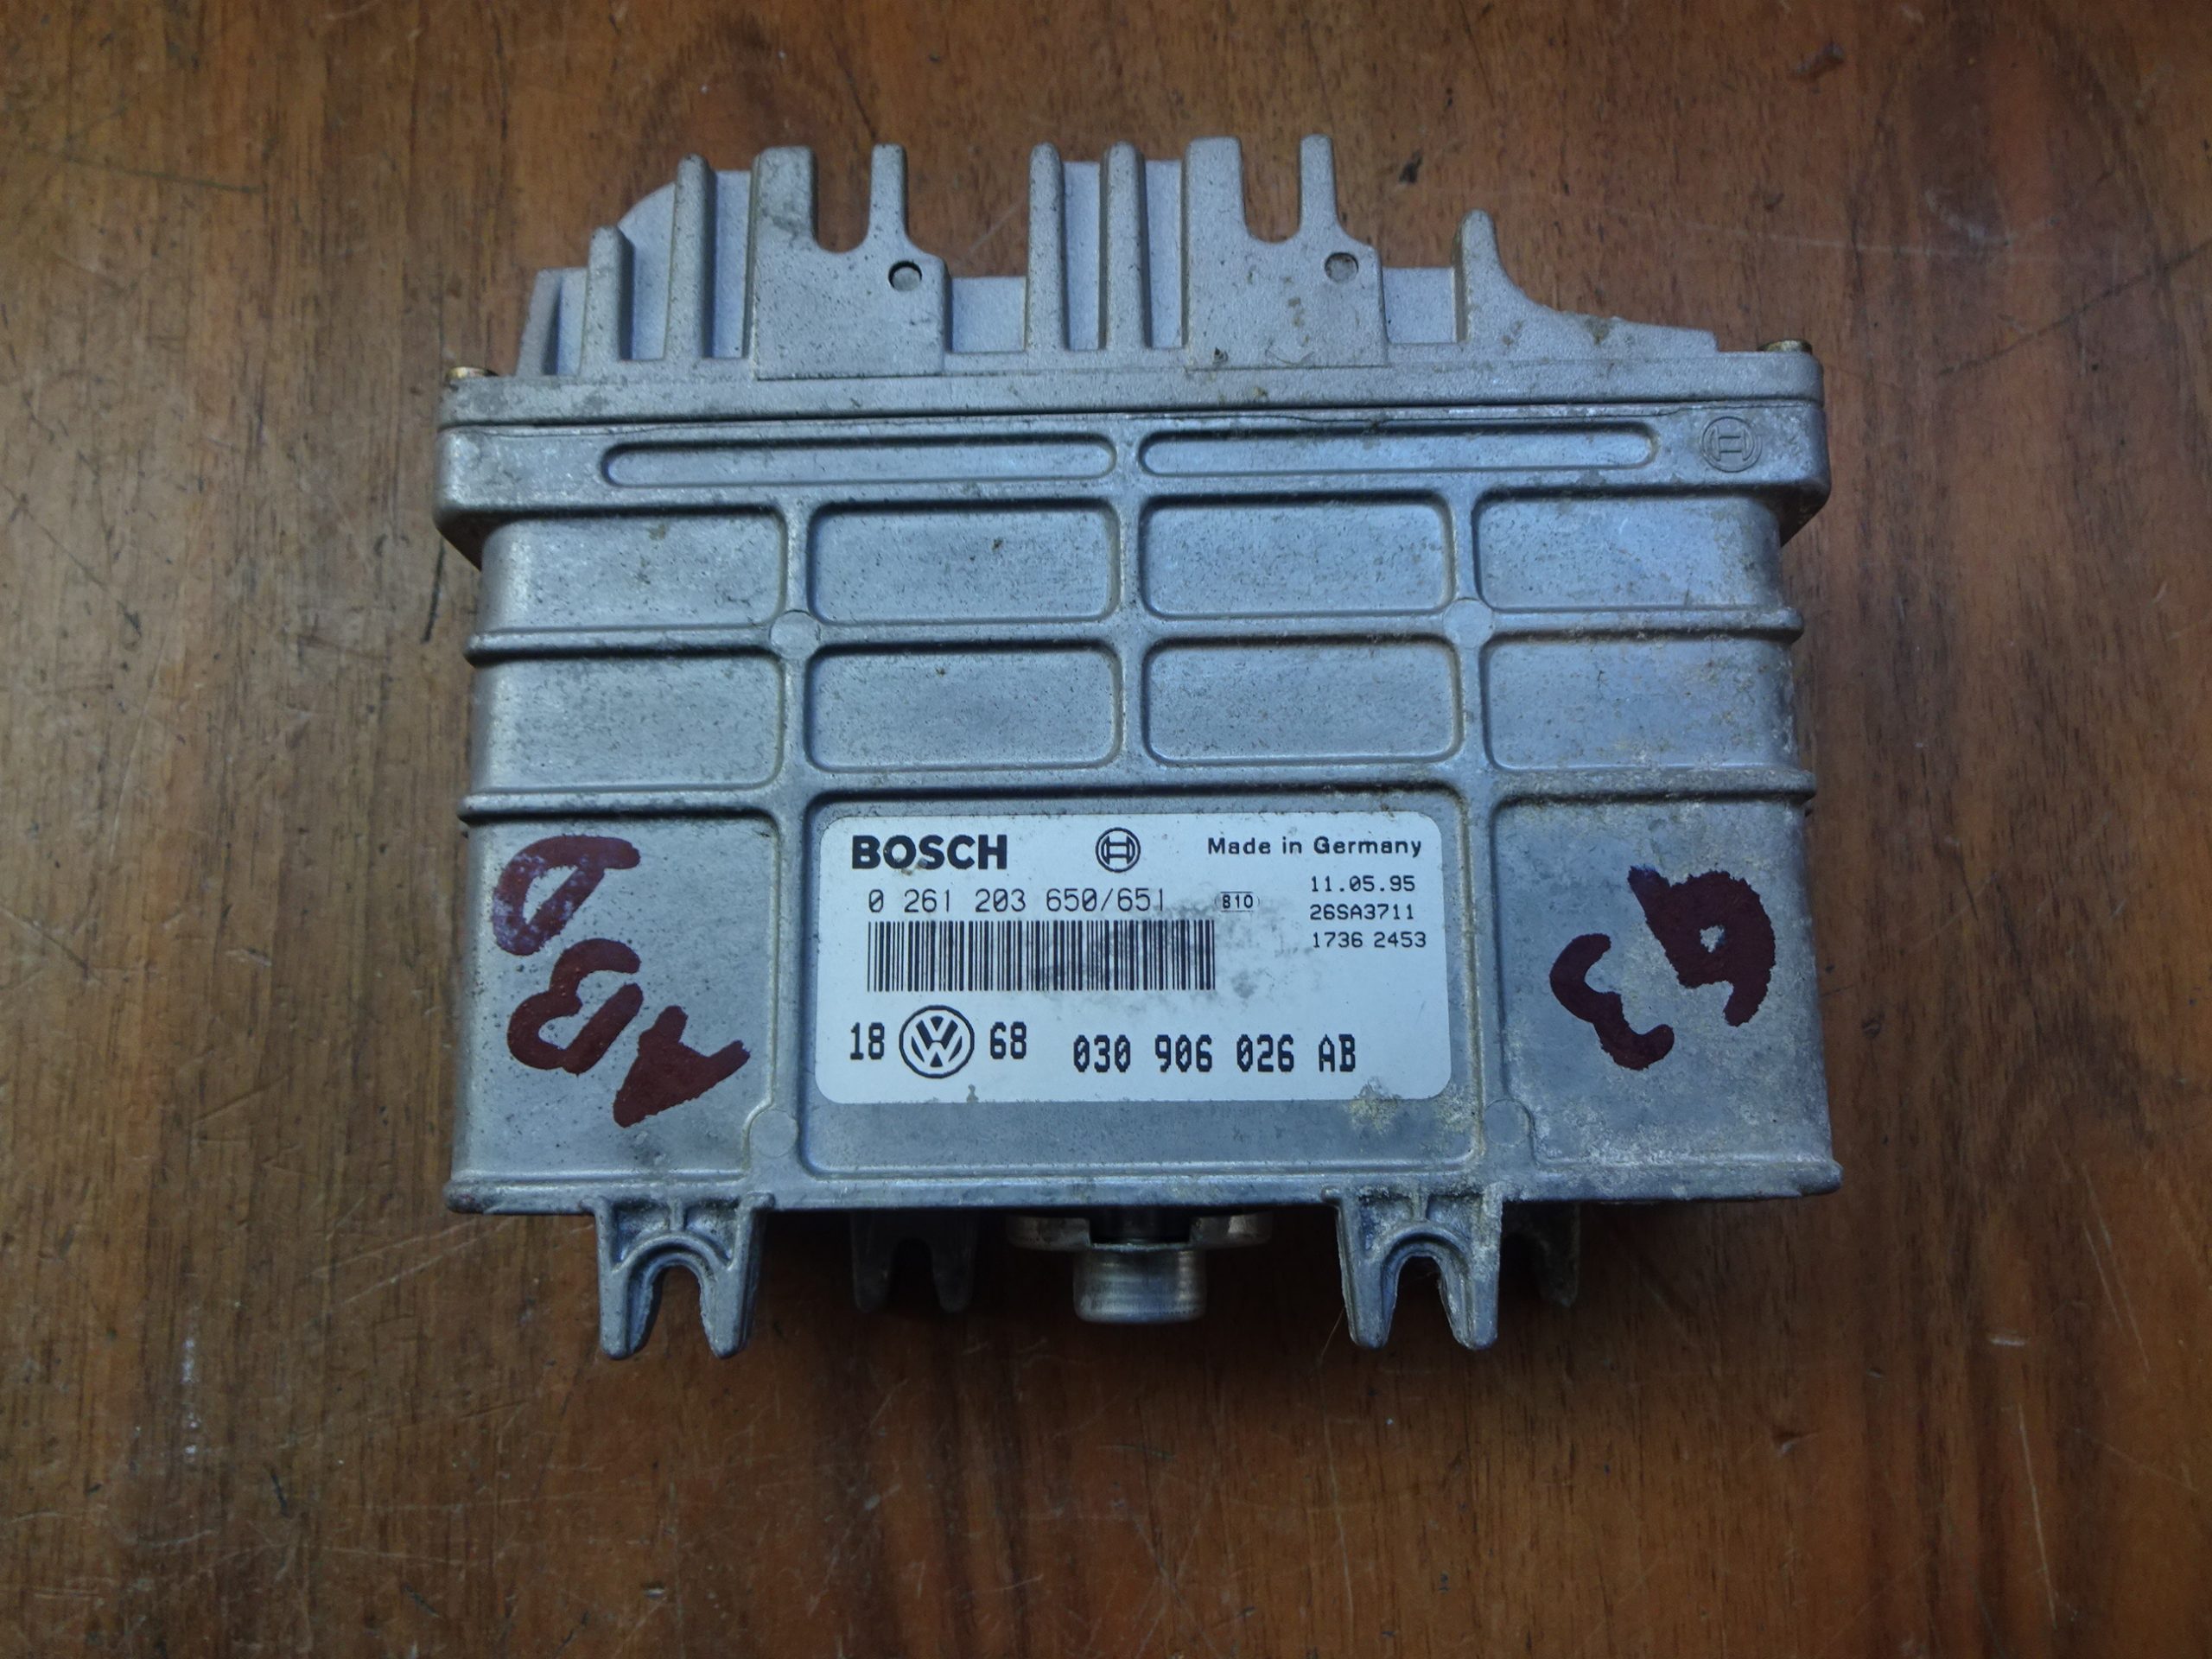 BOSCH Made in Germany
0 261 203 650/651 810 11.05.95
26SA3711
1736 2453
18 68 030 906 026 AB
ABD
93